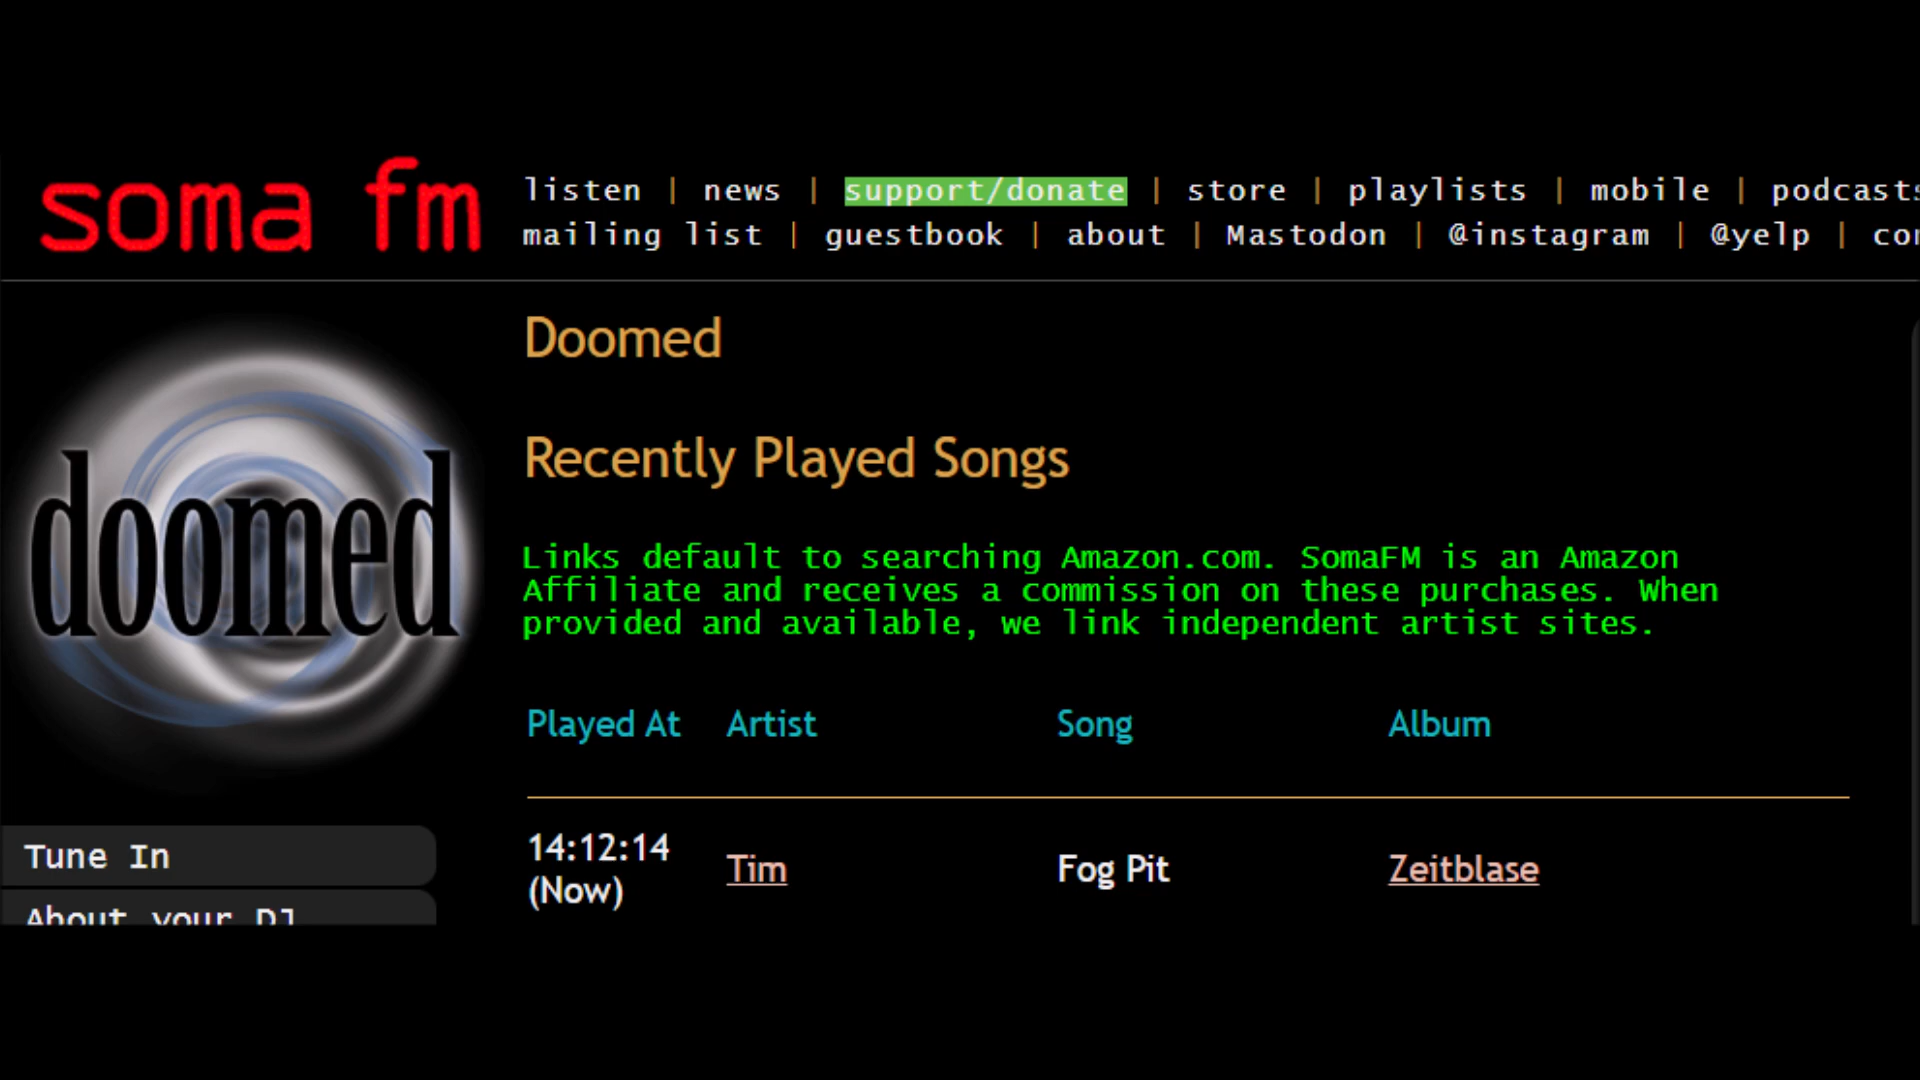 soma fm
listen | news | support/donate | store | playlists | mobile | podcasts
mailing list | guestbook | about | Mastodon | @instagram | @yelp |
doomed
Doomed
Recently Played Songs
Links default to searching Amazon.com. SomaFM is an Amazon
Affiliate and receives a commission on these purchases. When
provided and available, we link independent artist sites.
Played At Artist Song Album
14:12:14
(Now) Tim Fog Pit Zeitblase
Tune In
About your DJ